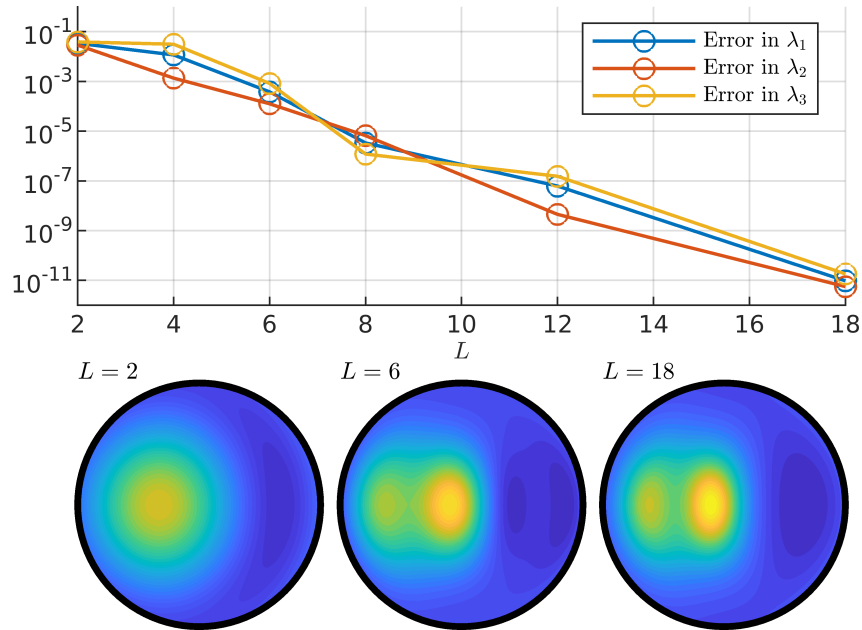 10^{-1}
10^{-3}
10^{-5}
10^{-7}
10^{-9}
10^{-11}
Error in λ₁
Error in λ₂
Error in λ₃
2 4 6 8 10 12 14 16 18
L
L = 2 L = 6 L = 18